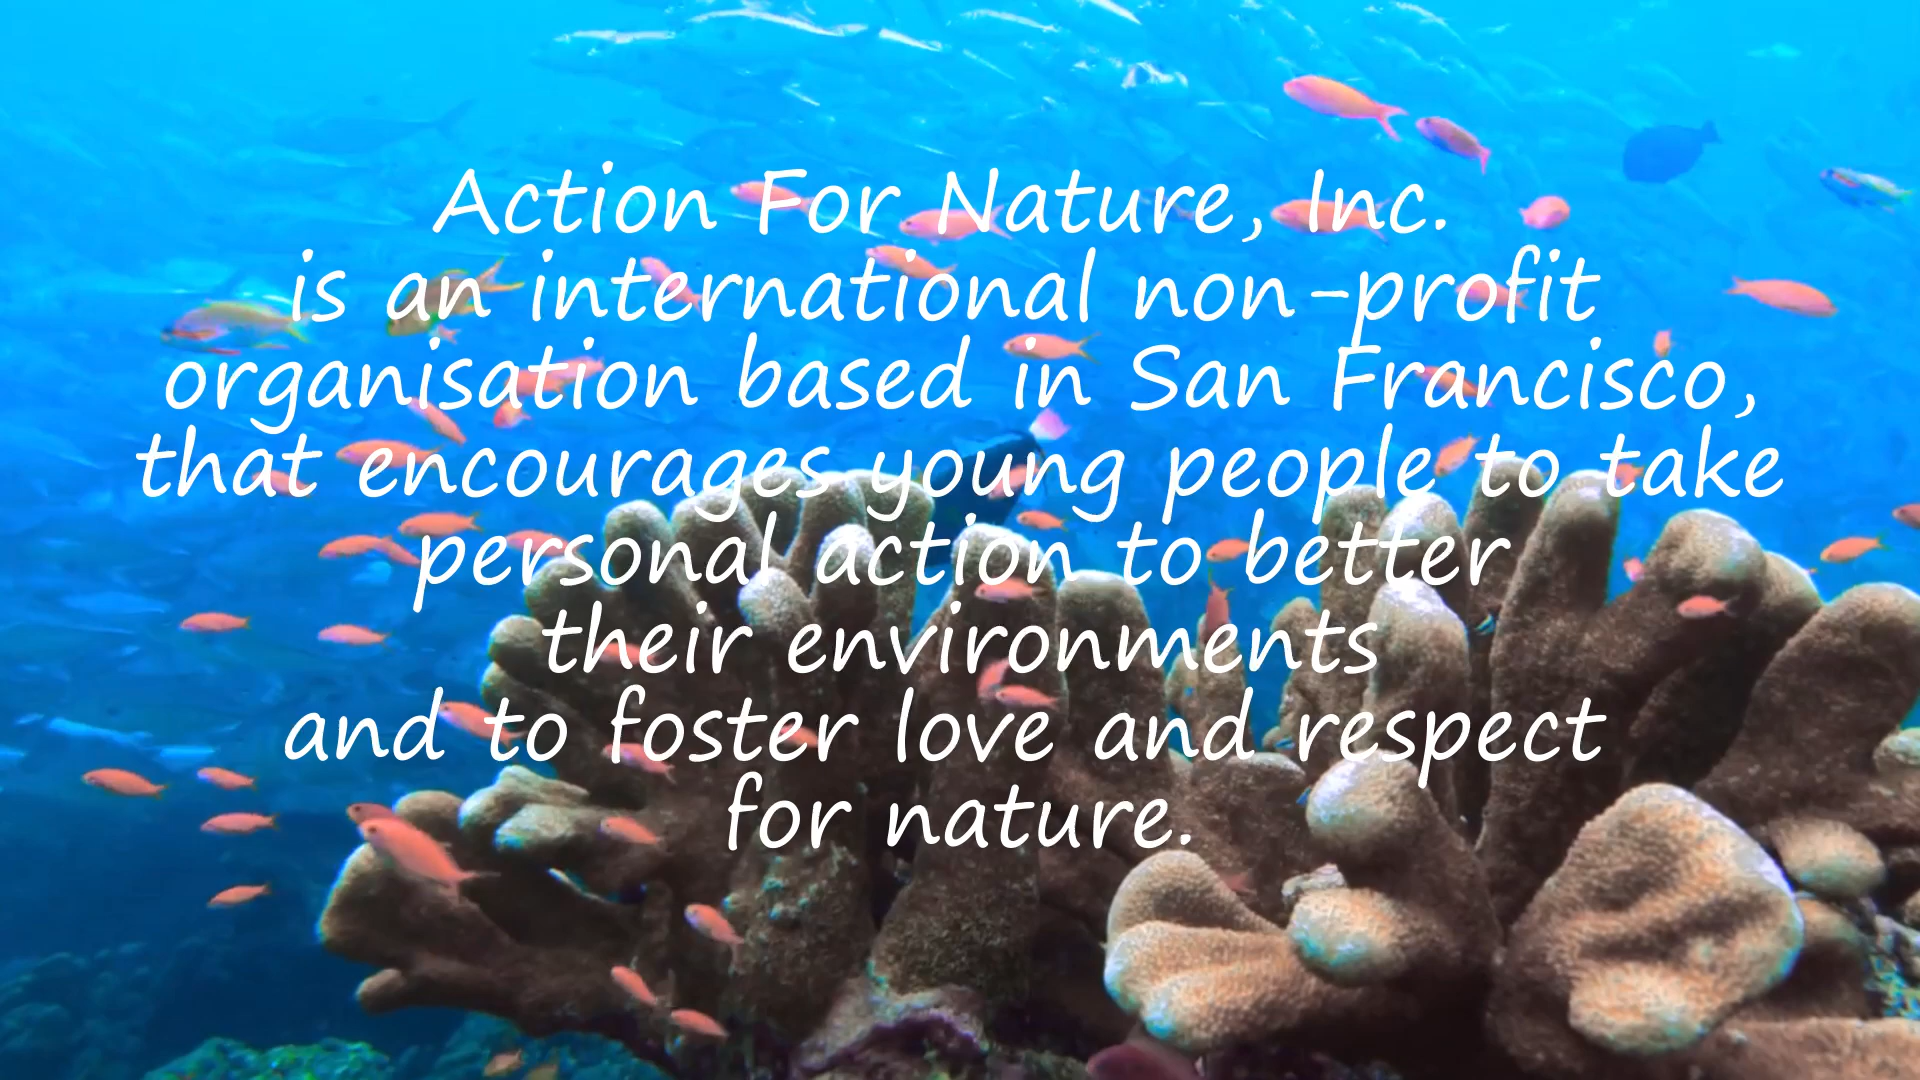 Action For Nature, Inc.
is an international non-profit
organisation based in San Francisco,
that encourages young people to take
personal action to better
their environments
and to foster love and respect
for nature.